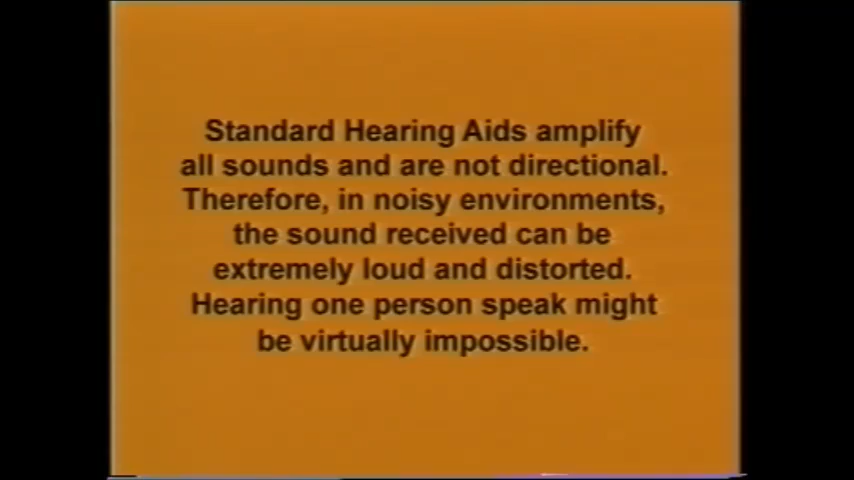 Standard Hearing Aids amplify
all sounds and are not directional.
Therefore, in noisy environments,
the sound received can be
extremely loud and distorted.
Hearing one person speak might
be virtually impossible.